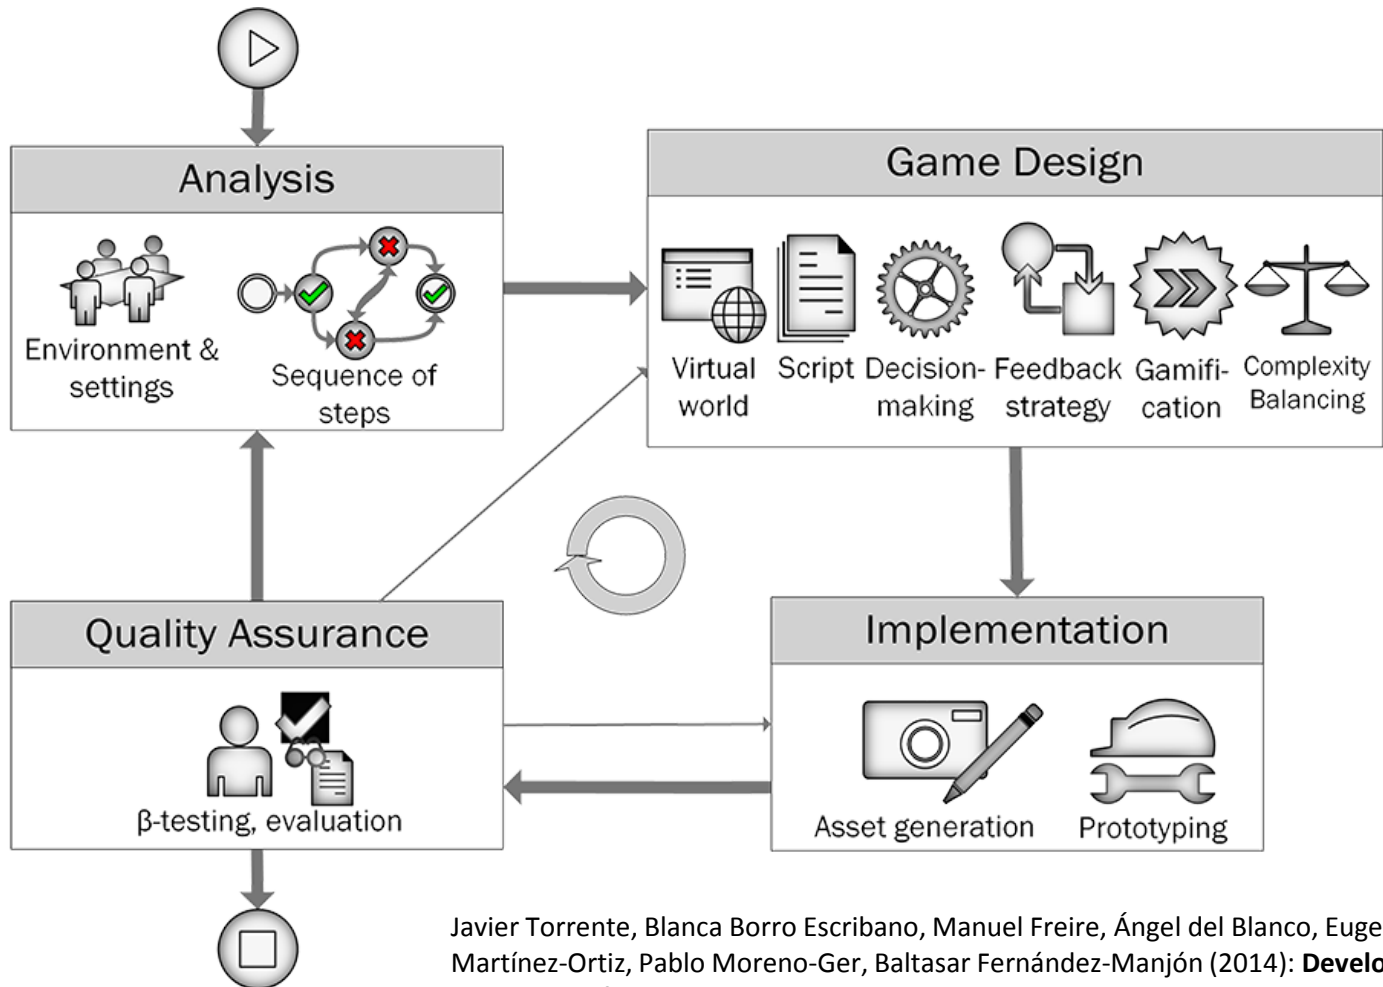 Analysis
Environment &
settings
Sequence of
steps
Game Design
Virtual
world
Script
Decision-
making
Feedback
strategy
Gamifi-
cation
Complexity
Balancing
Quality Assurance
β-testing, evaluation
Implementation
Asset generation
Prototyping
Javier Torrente, Blanca Borro Escribano, Manuel Freire, Ángel del Blanco, Euge
Martínez-Ortiz, Pablo Moreno-Ger, Baltasar Fernández-Manjón (2014): Develo